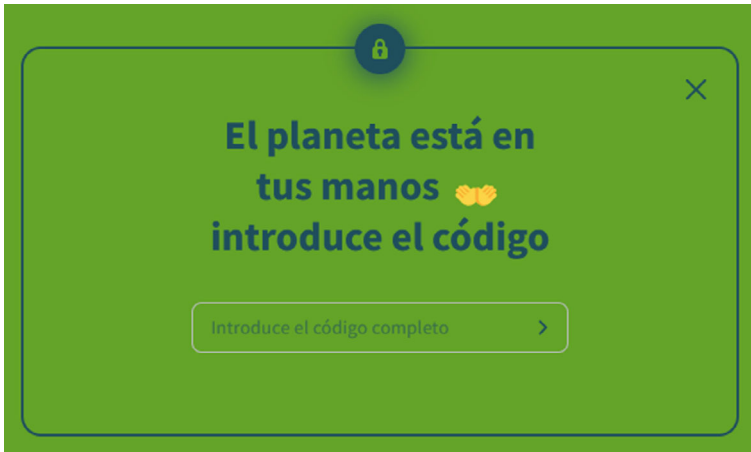 El planeta está en
tus manos 🤲
introduce el código
Introduce el código completo